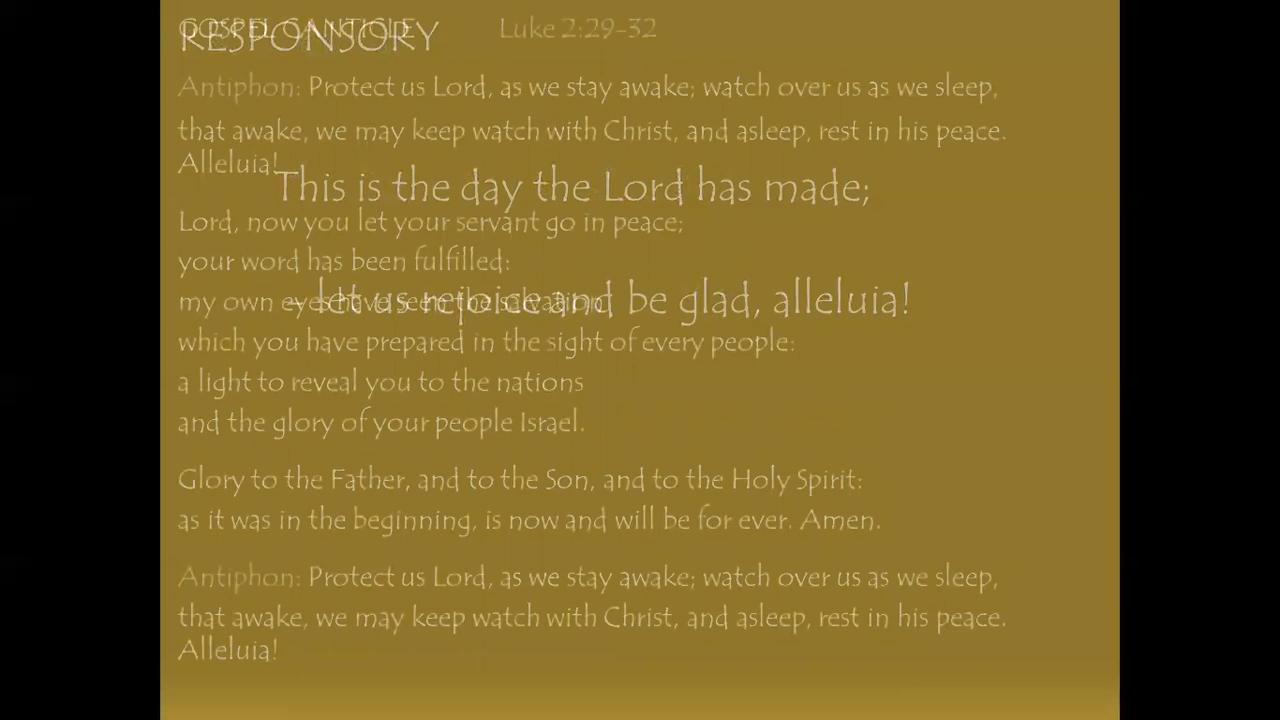 GOSPEL CANTICLE Luke 2:29-32
RESPONSORY
Antiphon: Protect us Lord, as we stay awake; watch over us as we sleep,
that awake, we may keep watch with Christ, and asleep, rest in his peace.
Alleluia!
This is the day the Lord has made;
Lord, now you let your servant go in peace;
your word has been fulfilled:
my own eyes have seen the salvation
– let us rejoice and be glad, alleluia!
which you have prepared in the sight of every people:
a light to reveal you to the nations
and the glory of your people Israel.
Glory to the Father, and to the Son, and to the Holy Spirit:
as it was in the beginning, is now and will be for ever. Amen.
Antiphon: Protect us Lord, as we stay awake; watch over us as we sleep,
that awake, we may keep watch with Christ, and asleep, rest in his peace.
Alleluia!